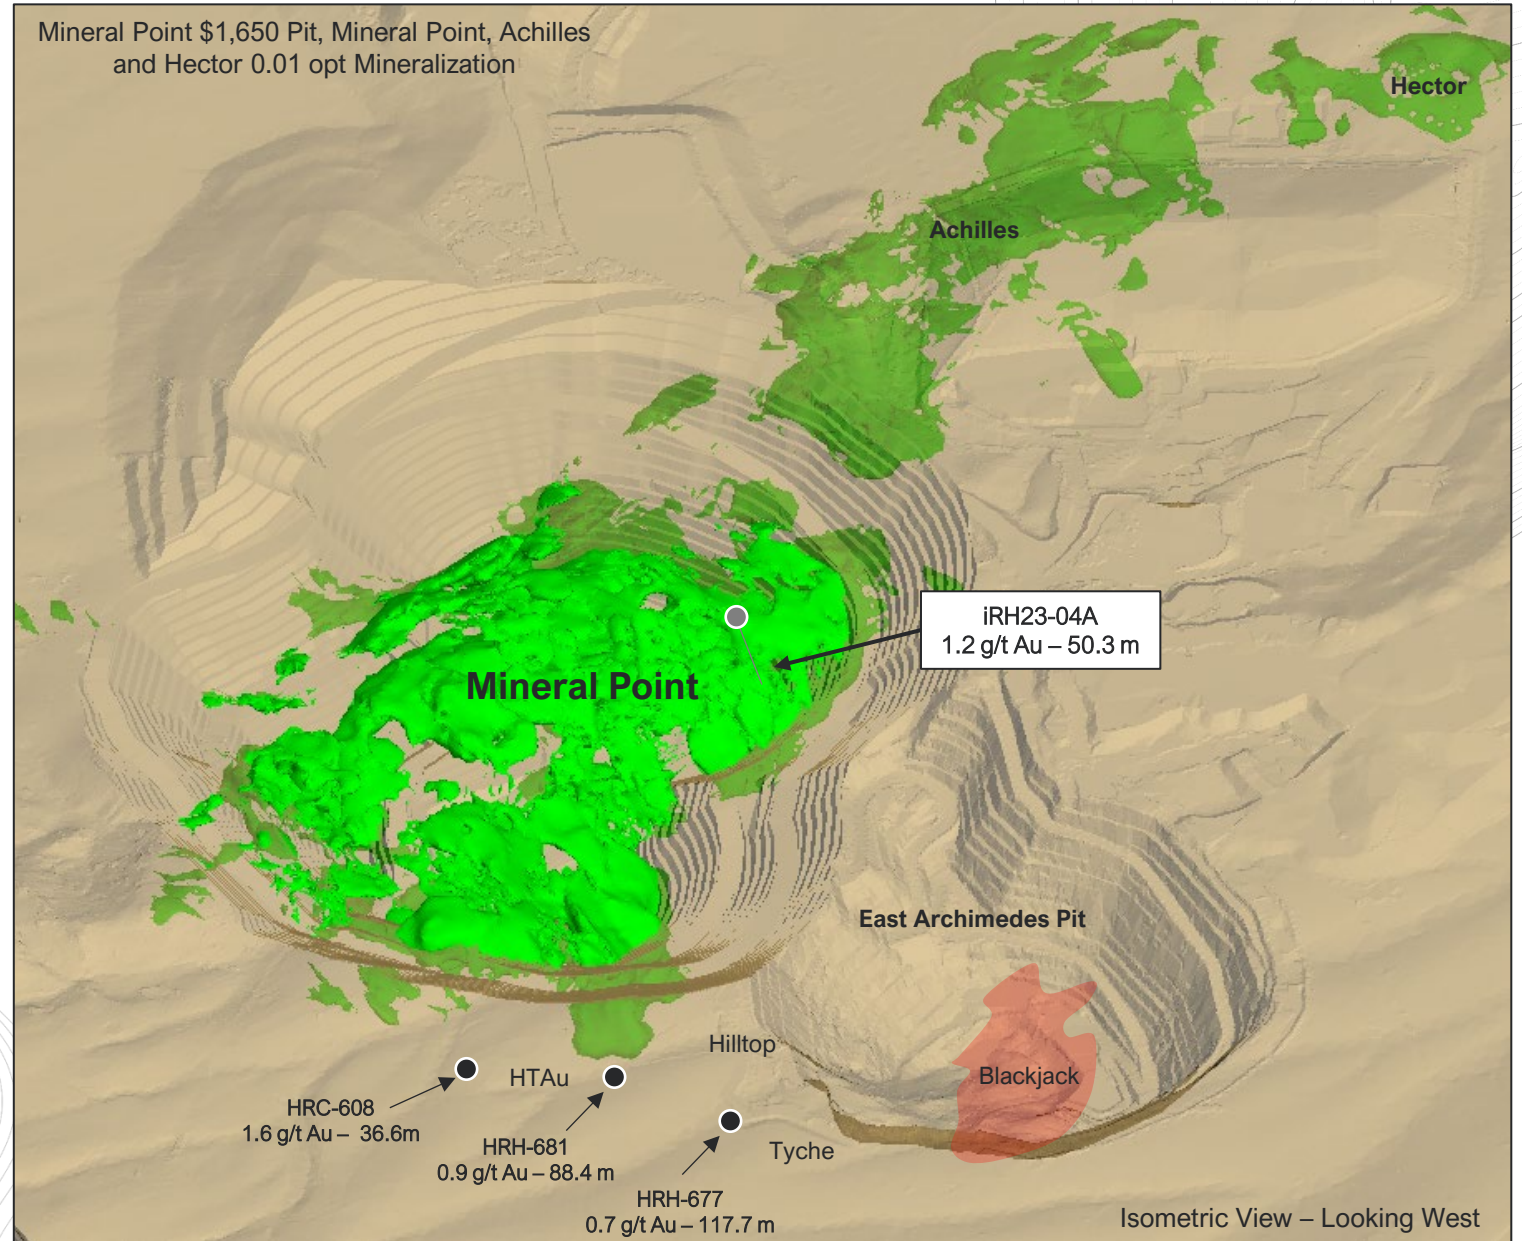 Mineral Point $1,650 Pit, Mineral Point, Achilles
and Hector 0.01 opt Mineralization
Hector
Achilles
iRH23-04A
1.2 g/t Au – 50.3 m
Mineral Point
East Archimedes Pit
Hilltop
Blackjack
HTAu
HRC-608
1.6 g/t Au –  36.6m
HRH-681
0.9 g/t Au – 88.4 m
Tyche
HRH-677
0.7 g/t Au – 117.7 m
Isometric View – Looking West